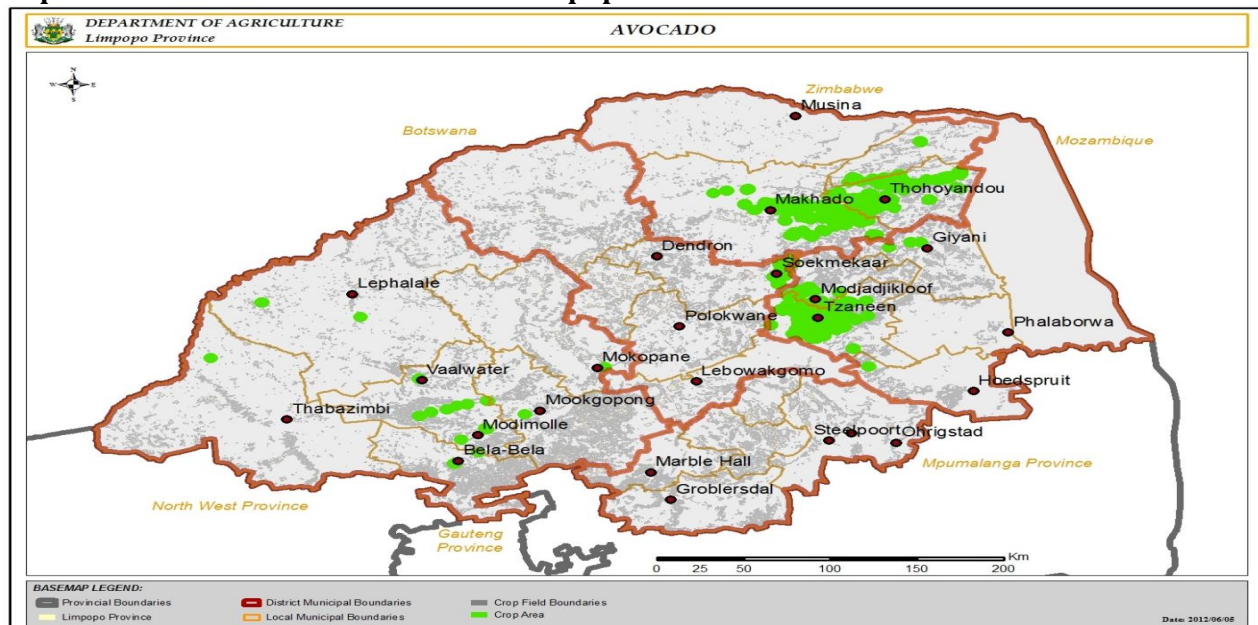 DEPARTMENT OF AGRICULTURE
Limpopo Province
AVOCADO
N
W E
S
Zimbabwe
Musina
Botswana
Mozambique
Thohoyandou
Makhado
Giyani
Dendron
Soekmekaar
Lephalale
Modjadjikloof
Tzaneen
Polokwane
Phalaborwa
Mokopane
Vaalwater
Lebowakgomo
Hoedspruit
Mookgopong
Thabazimbi
Modimolle
Steelpoort
Ohrigstad
Bela-Bela
Marble Hall
Mpumalanga Province
Groblersdal
North West Province
Gauteng
Province
Km
0 25 50 100 150 200
BASEMAP LEGEND:
Provincial Boundaries District Municipal Boundaries Crop Field Boundaries
Limpopo Province Local Municipal Boundaries Crop Area
Date: 2012/06/05